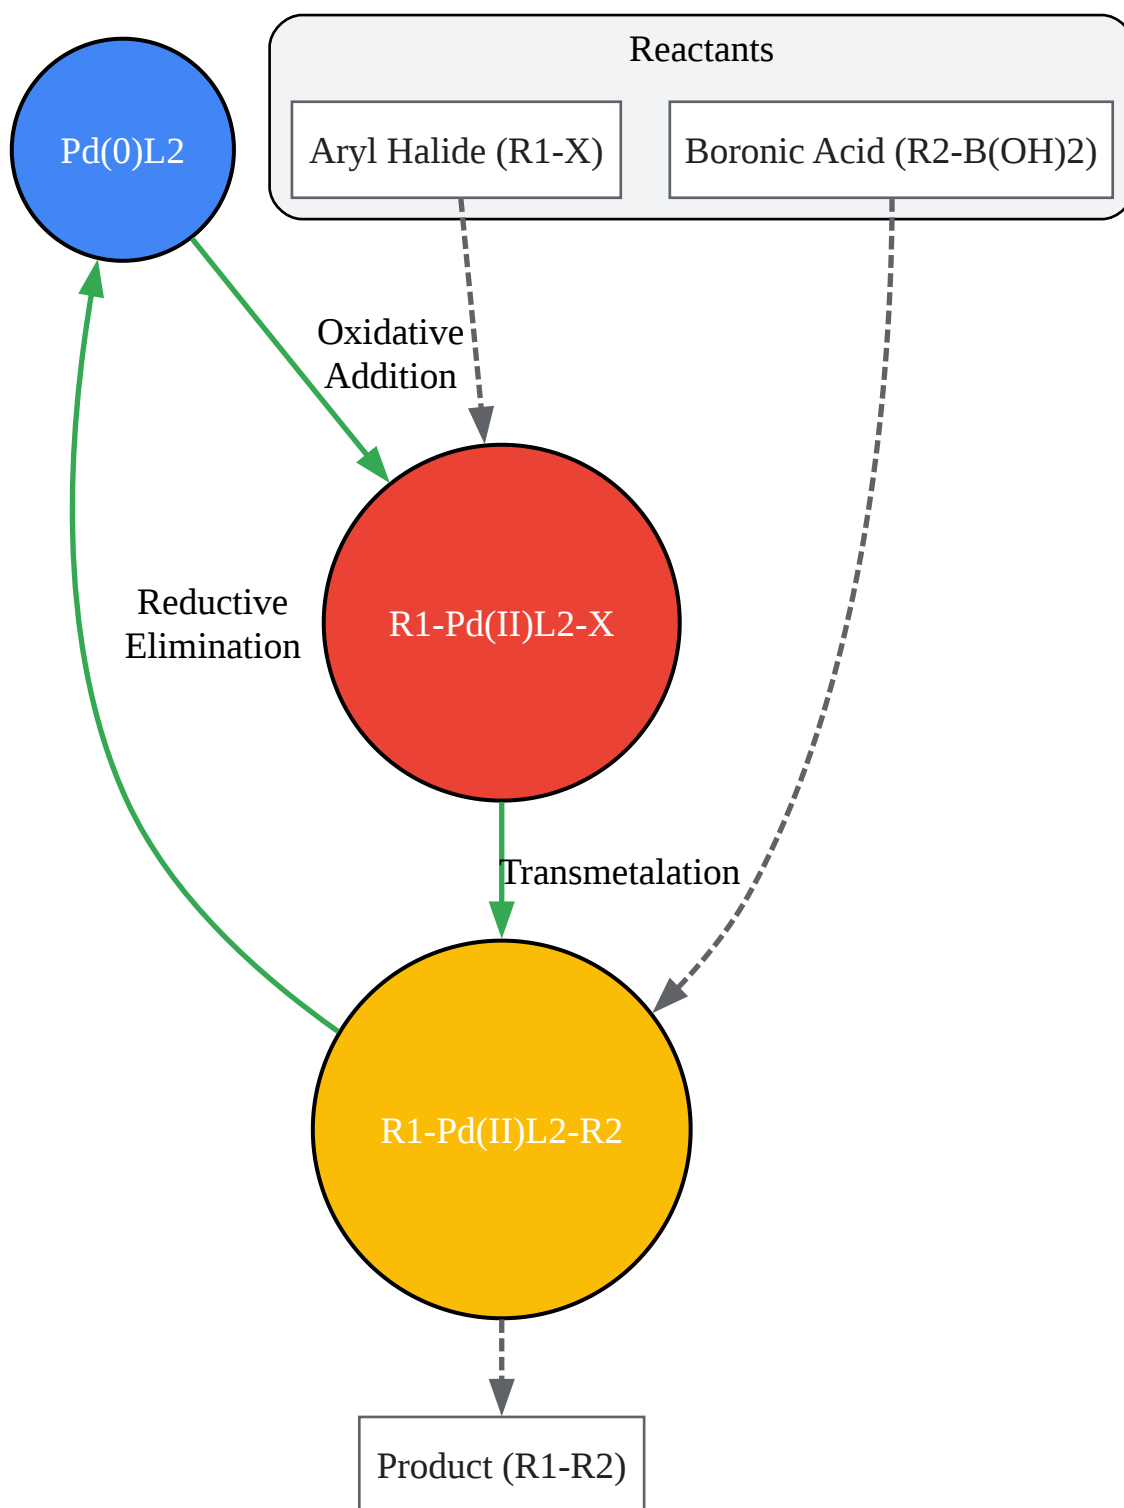 Reactants
Pd(0)L2
Aryl Halide (R1-X)
Boronic Acid (R2-B(OH)2)
Oxidative
Addition
Reductive
Elimination
R1-Pd(II)L2-X
Transmetalation
R1-Pd(II)L2-R2
Product (R1-R2)